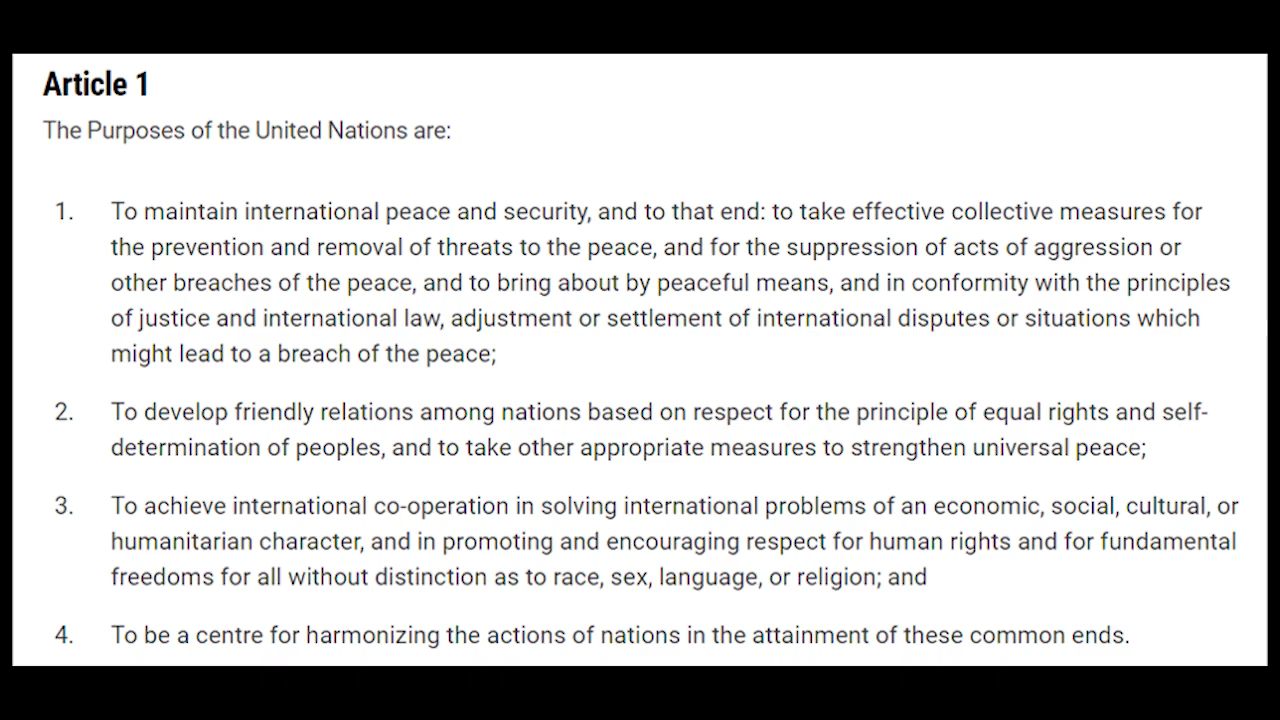 Article 1
The Purposes of the United Nations are:
1. To maintain international peace and security, and to that end: to take effective collective measures for
the prevention and removal of threats to the peace, and for the suppression of acts of aggression or
other breaches of the peace, and to bring about by peaceful means, and in conformity with the principles
of justice and international law, adjustment or settlement of international disputes or situations which
might lead to a breach of the peace;
2. To develop friendly relations among nations based on respect for the principle of equal rights and self-
determination of peoples, and to take other appropriate measures to strengthen universal peace;
3. To achieve international co-operation in solving international problems of an economic, social, cultural, or
humanitarian character, and in promoting and encouraging respect for human rights and for fundamental
freedoms for all without distinction as to race, sex, language, or religion; and
4. To be a centre for harmonizing the actions of nations in the attainment of these common ends.